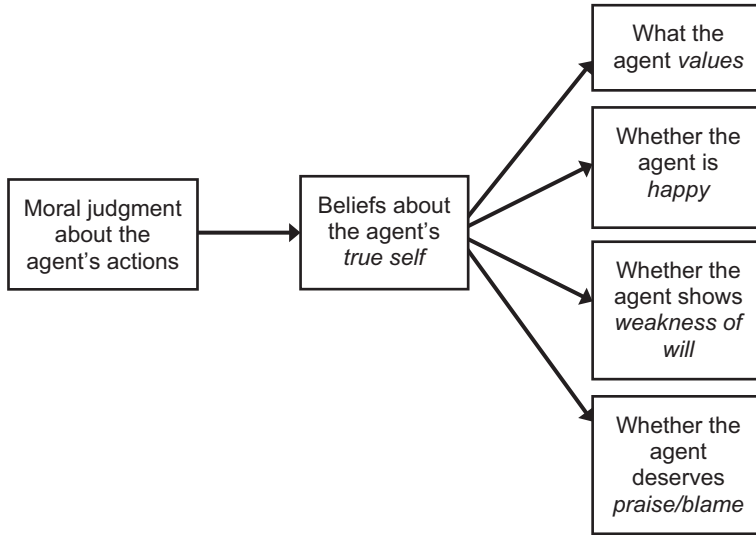 Moral judgment
about the
agent’s actions
Beliefs about
the agent’s
true self
What the
agent values
Whether the
agent is
happy
Whether the
agent shows
weakness of
will
Whether the
agent
deserves
praise/blame